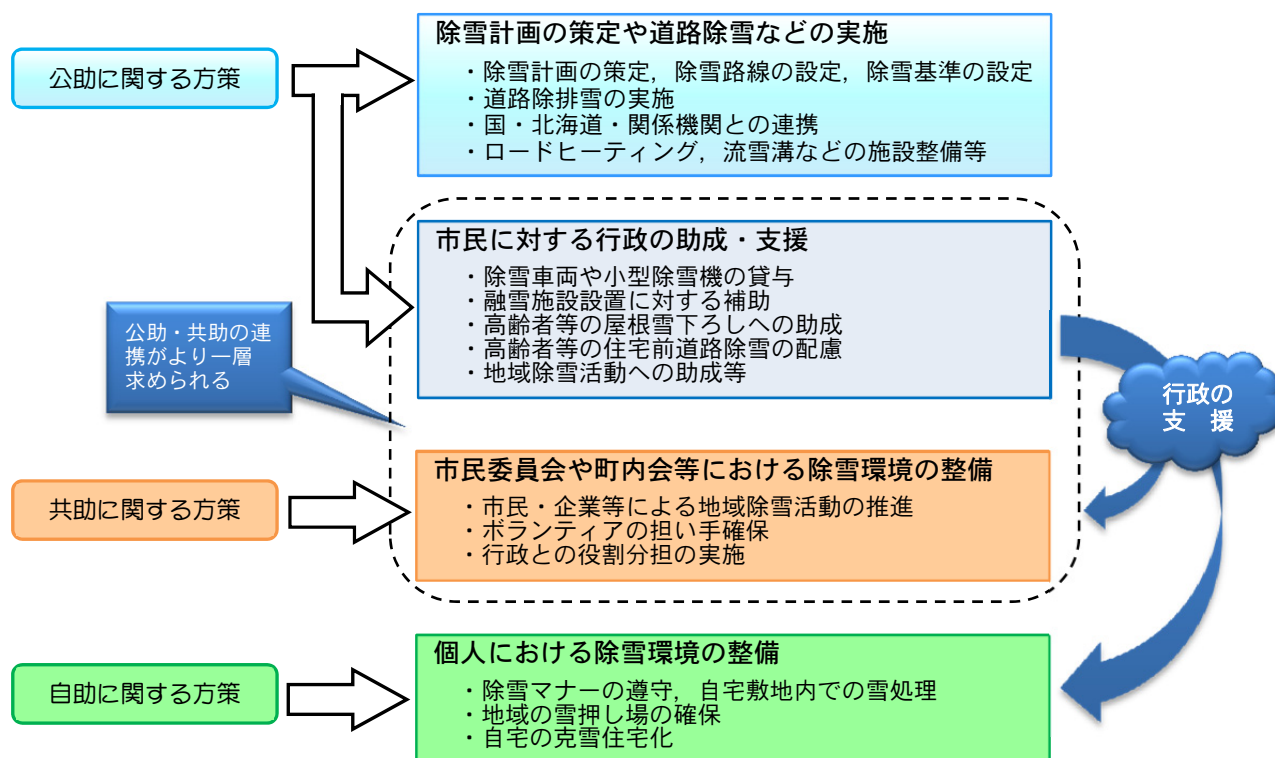 公助に関する方策
除雪計画の策定や道路除雪などの実施
・除雪計画の策定，除雪路線の設定，除雪基準の設定
・道路除排雪の実施
・国・北海道・関係機関との連携
・ロードヒーティング，流雪溝などの施設整備等
市民に対する行政の助成・支援
・除雪車両や小型除雪機の貸与
・融雪施設設置に対する補助
・高齢者等の屋根雪下ろしへの助成
・高齢者等の住宅前道路除雪の配慮
・地域除雪活動への助成等
公助・共助の連
携がより一層
求められる
行政の
支　援
共助に関する方策
市民委員会や町内会等における除雪環境の整備
・市民・企業等による地域除雪活動の推進
・ボランティアの担い手確保
・行政との役割分担の実施
自助に関する方策
個人における除雪環境の整備
・除雪マナーの遵守，自宅敷地内での雪処理
・地域の雪押し場の確保
・自宅の克雪住宅化